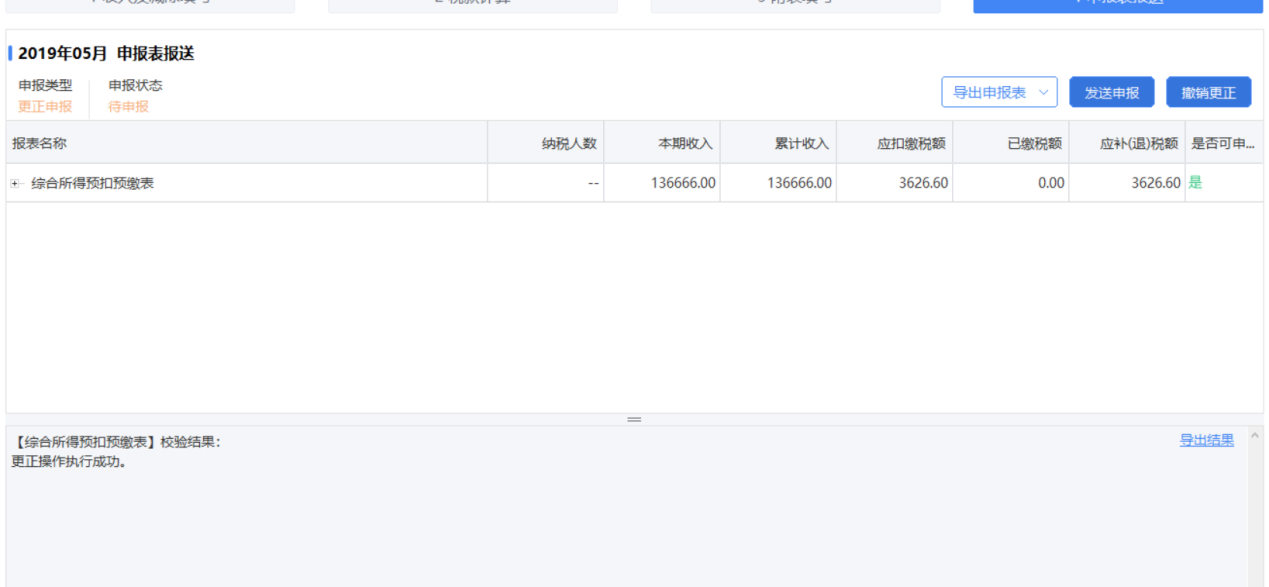 2019年05月 申报表报送
申报类型 申报状态
更正申报 待申报
导出申报表 发送申报 撤销更正
报表名称 纳税人数 本期收入 累计收入 应扣缴税额 已缴税额 应补(退)税额 是否可申...
综合所得预扣预缴表 -- 136666.00 136666.00 3626.60 0.00 3626.60 是
【综合所得预扣预缴表】校验结果：
导出结果
更正操作执行成功。